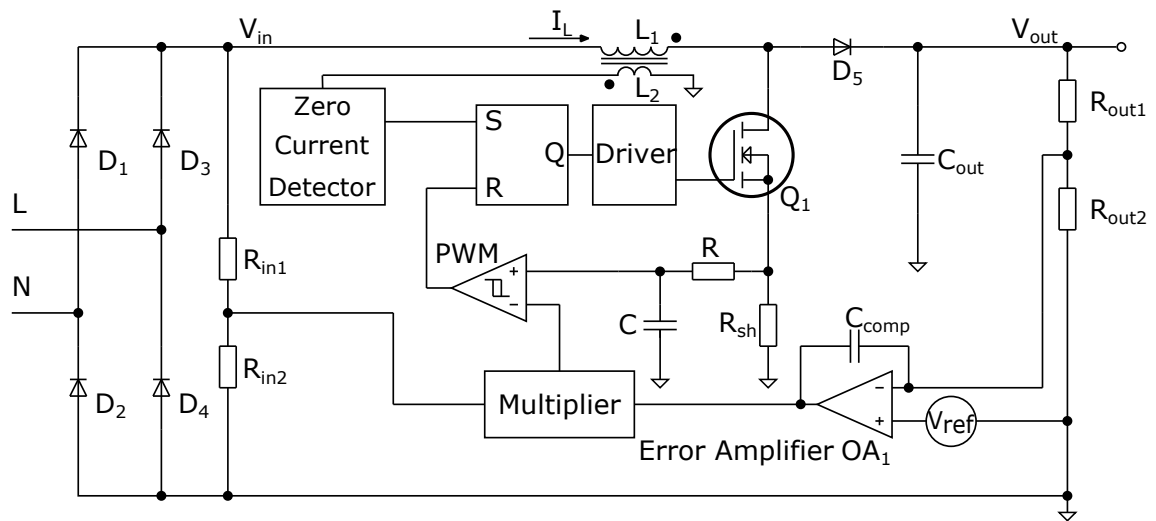 V_in
I_L
L_1
V_out
L_2
D_5
Zero
Current
Detector
S
Q
R
Driver
Q_1
R_out1
C_out
R_out2
D_1
D_3
L
N
R_in1
R_in2
D_2
D_4
PWM
+
−
R
C
R_sh
C_comp
Multiplier
−
+
V_ref
Error Amplifier OA_1